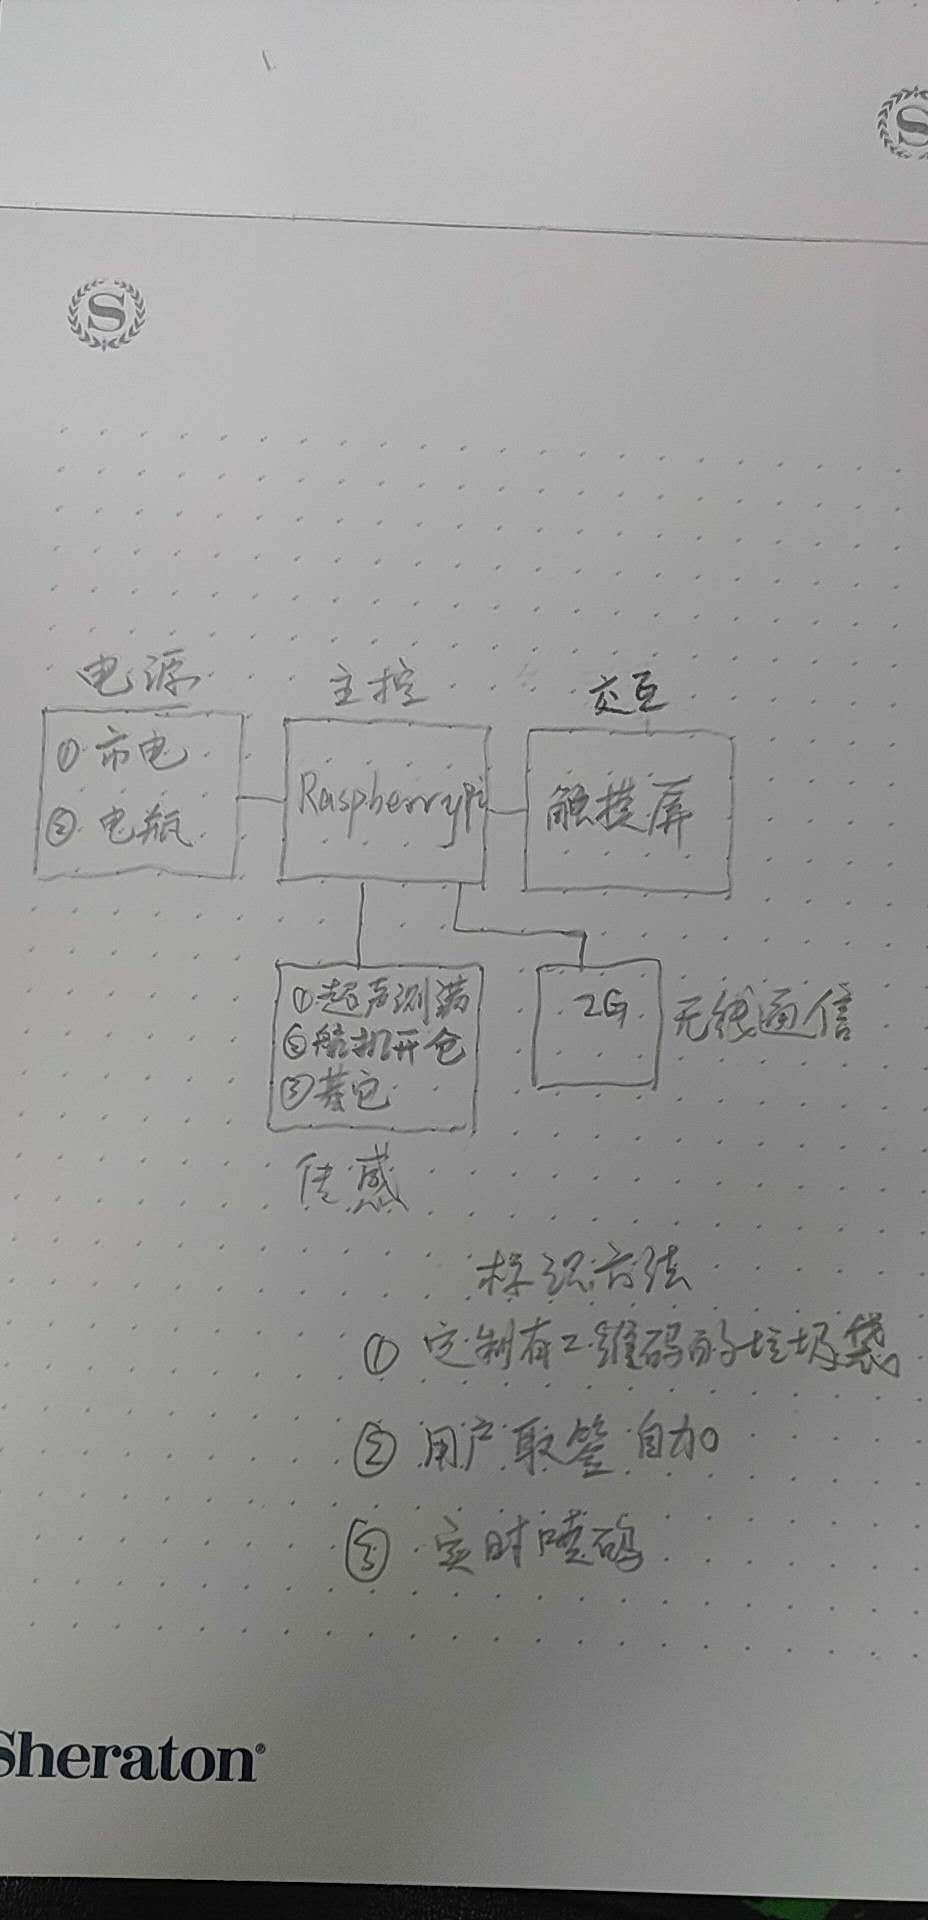 S
S
电源
主控
交互
①市电
②电瓶
RaspberryPi
触摸屏
①超声测满
②舵机开仓
③其它
传感
2G
无线通信
标识方法
① 定制有二维码的垃圾袋
② 用户取签自加
③ 实时喷码
Sheraton®